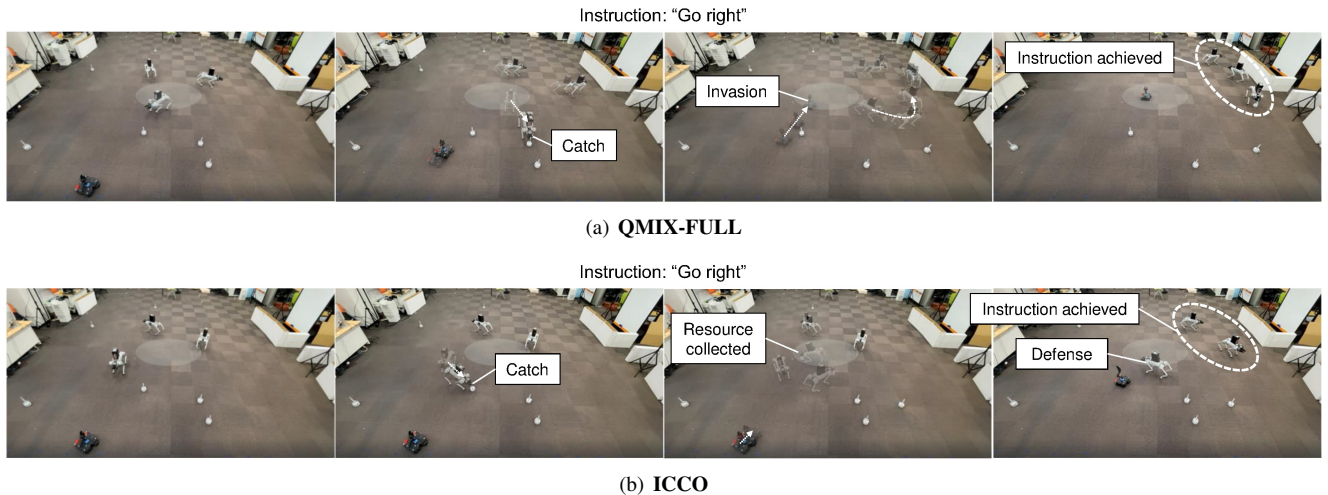 Instruction: “Go right”
Invasion
Instruction achieved
Catch
(a) QMIX-FULL
Instruction: “Go right”
Resource
collected
Instruction achieved
Defense
Catch
(b) ICCO